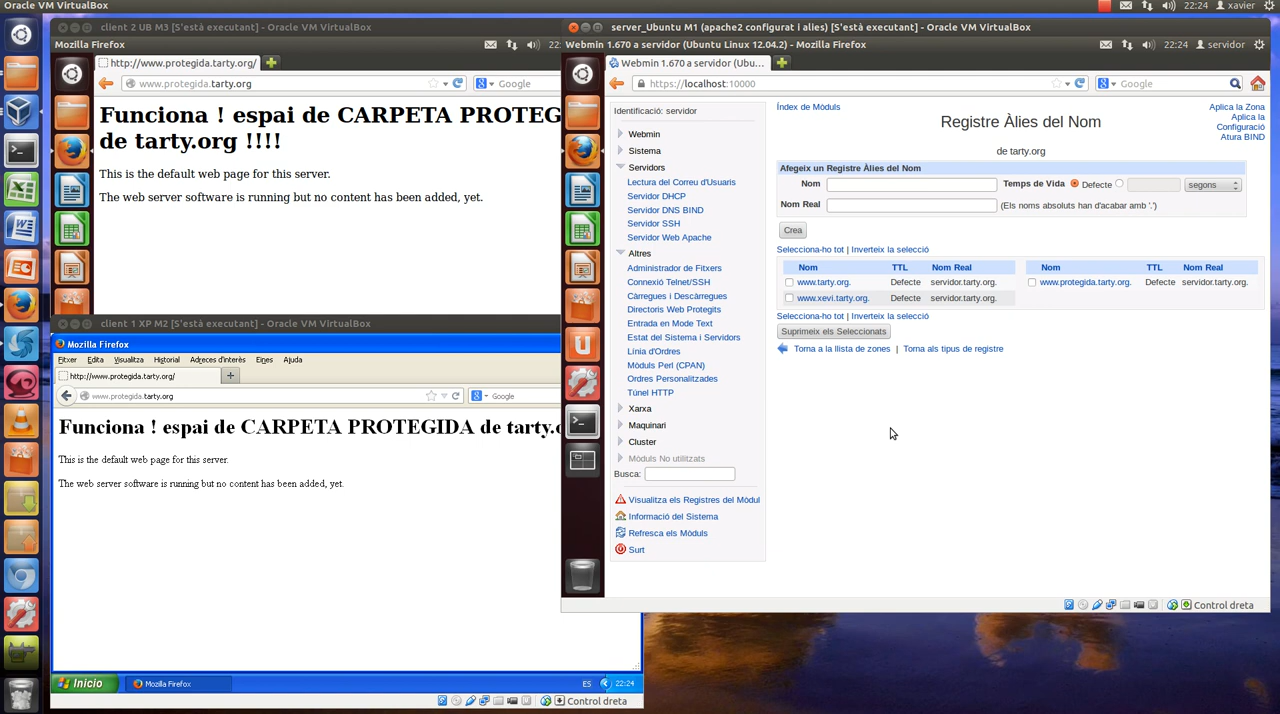 Oracle VM VirtualBox
22:24 xavier
client 2 UB M3 [S'està executant] - Oracle VM VirtualBox
Mozilla Firefox
22:
http://www.protegida.tarty.org/
www.protegida.tarty.org
Google
Funciona ! espai de CARPETA PROTEG
de tarty.org !!!!
This is the default web page for this server.
The web server software is running but no content has been added, yet.
client 1 XP M2 [S'està executant] - Oracle VM VirtualBox
Mozilla Firefox
Fitxer Edita Visualitza Historial Adreces d'interès Eines Ajuda
http://www.protegida.tarty.org/
www.protegida.tarty.org
Google
Funciona ! espai de CARPETA PROTEGIDA de tarty.o
This is the default web page for this server.
The web server software is running but no content has been added, yet.
Inicio
Mozilla Firefox
ES
22:24
Control dreta
server_Ubuntu M1 (apache2 configurat i alies) [S'està executant] - Oracle VM VirtualBox
Webmin 1.670 a servidor (Ubuntu Linux 12.04.2) - Mozilla Firefox
22:24 servidor
Webmin 1.670 a servidor (Ubu...
https://localhost:10000
Google
Identificació: servidor
Webmin
Sistema
Servidors
Lectura del Correu d'Usuaris
Servidor DHCP
Servidor DNS BIND
Servidor SSH
Servidor Web Apache
Altres
Administrador de Fitxers
Connexió Telnet/SSH
Càrregues i Descàrregues
Directoris Web Protegits
Entrada en Mode Text
Estat del Sistema i Servidors
Línia d'Ordres
Mòduls Perl (CPAN)
Ordres Personalitzades
Túnel HTTP
Xarxa
Maquinari
Cluster
Mòduls No utilitzats
Busca:
Visualitza els Registres del Mòdul
Informació del Sistema
Refresca els Mòduls
Surt
Índex de Mòduls
Registre Àlies del Nom
de tarty.org
Aplica la Zona
Aplica la
Configuració
Atura BIND
Afegeix un Registre Àlies del Nom
Nom Temps de Vida Defecte segons
Nom Real (Els noms absoluts han d'acabar amb '.')
Crea
Selecciona-ho tot | Inverteix la selecció
Nom TTL Nom Real Nom TTL Nom Real
www.tarty.org. Defecte servidor.tarty.org. www.protegida.tarty.org. Defecte servidor.tarty.org.
www.xevi.tarty.org. Defecte servidor.tarty.org.
Selecciona-ho tot | Inverteix la selecció
Suprimeix els Seleccionats
Torna a la llista de zones | Torna als tipus de registre
Control dreta